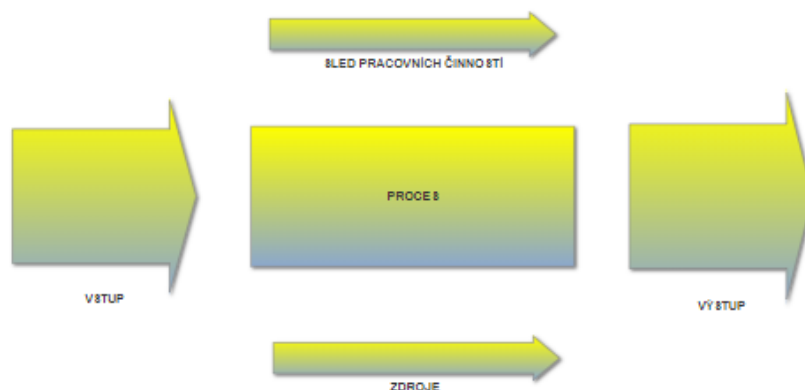 SLED PRACOVNÍCH ČINNOSTÍ
PROCES
VSTUP
VÝSTUP
ZDROJE